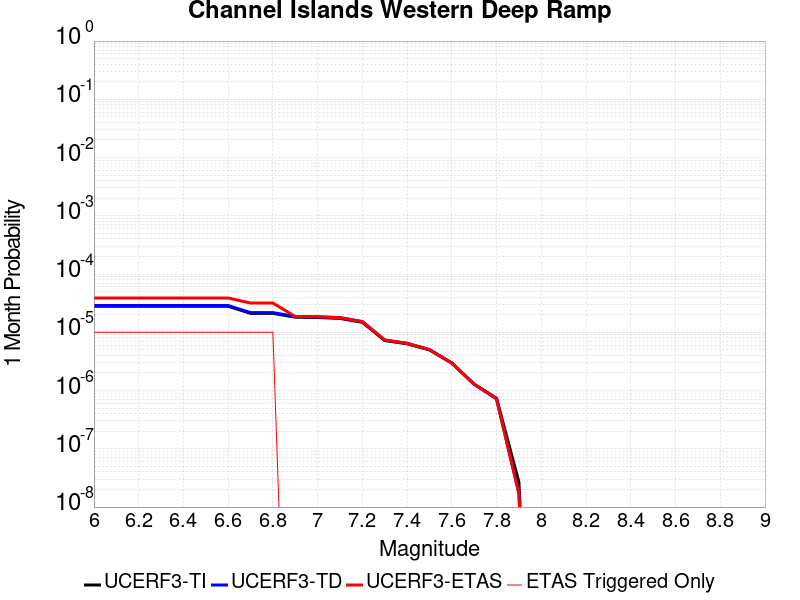 Channel Islands Western Deep Ramp
10^0
10^-1
10^-2
10^-3
10^-4
10^-5
10^-6
10^-7
10^-8
1 Month Probability
6 6.2 6.4 6.6 6.8 7 7.2 7.4 7.6 7.8 8 8.2 8.4 8.6 8.8 9
Magnitude
UCERF3-TI UCERF3-TD UCERF3-ETAS ETAS Triggered Only